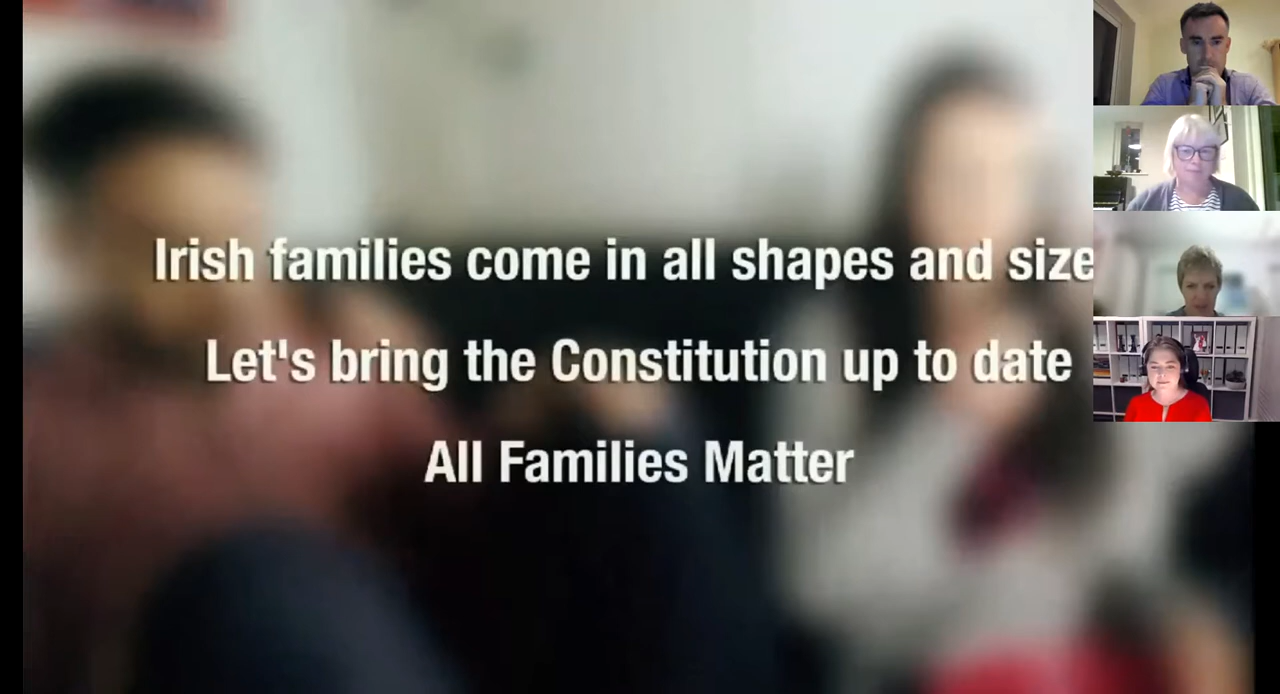 Irish families come in all shapes and size
Let's bring the Constitution up to date
All Families Matter